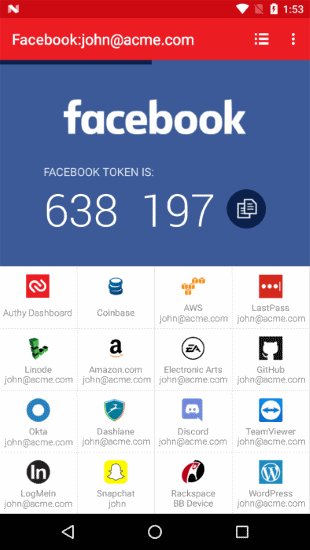 1:53
Facebook:john@acme.com
facebook
FACEBOOK TOKEN IS:
638 197
Authy Dashboard
Coinbase
AWS
john@acme.com
LastPass
john@acme.com
Linode
john@acme.com
a
Amazon.com
john@acme.com
EA
Electronic Arts
john@acme.com
GitHub
john@acme.com
Okta
john@acme.com
Dashlane
john@acme.com
Discord
john@acme.com
TeamViewer
john@acme.com
In
LogMeIn
john@acme.com
Snapchat
john
Rackspace
BB Device
W
WordPress
john@acme.com